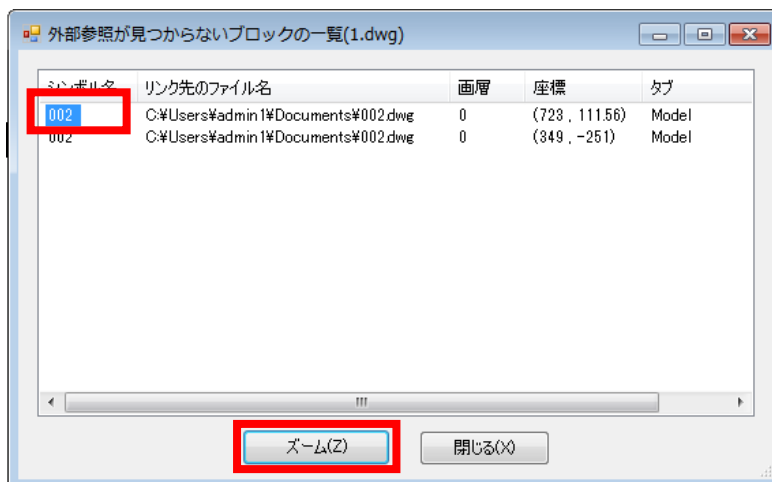 外部参照が見つからないブロックの一覧(1.dwg)
シンボル名 リンク先のファイル名 画層 座標 タブ
002 C:¥Users¥admin1¥Documents¥002.dwg 0 (723 , 111.56) Model
002 C:¥Users¥admin1¥Documents¥002.dwg 0 (349 , -251) Model
ズーム(Z) 閉じる(X)